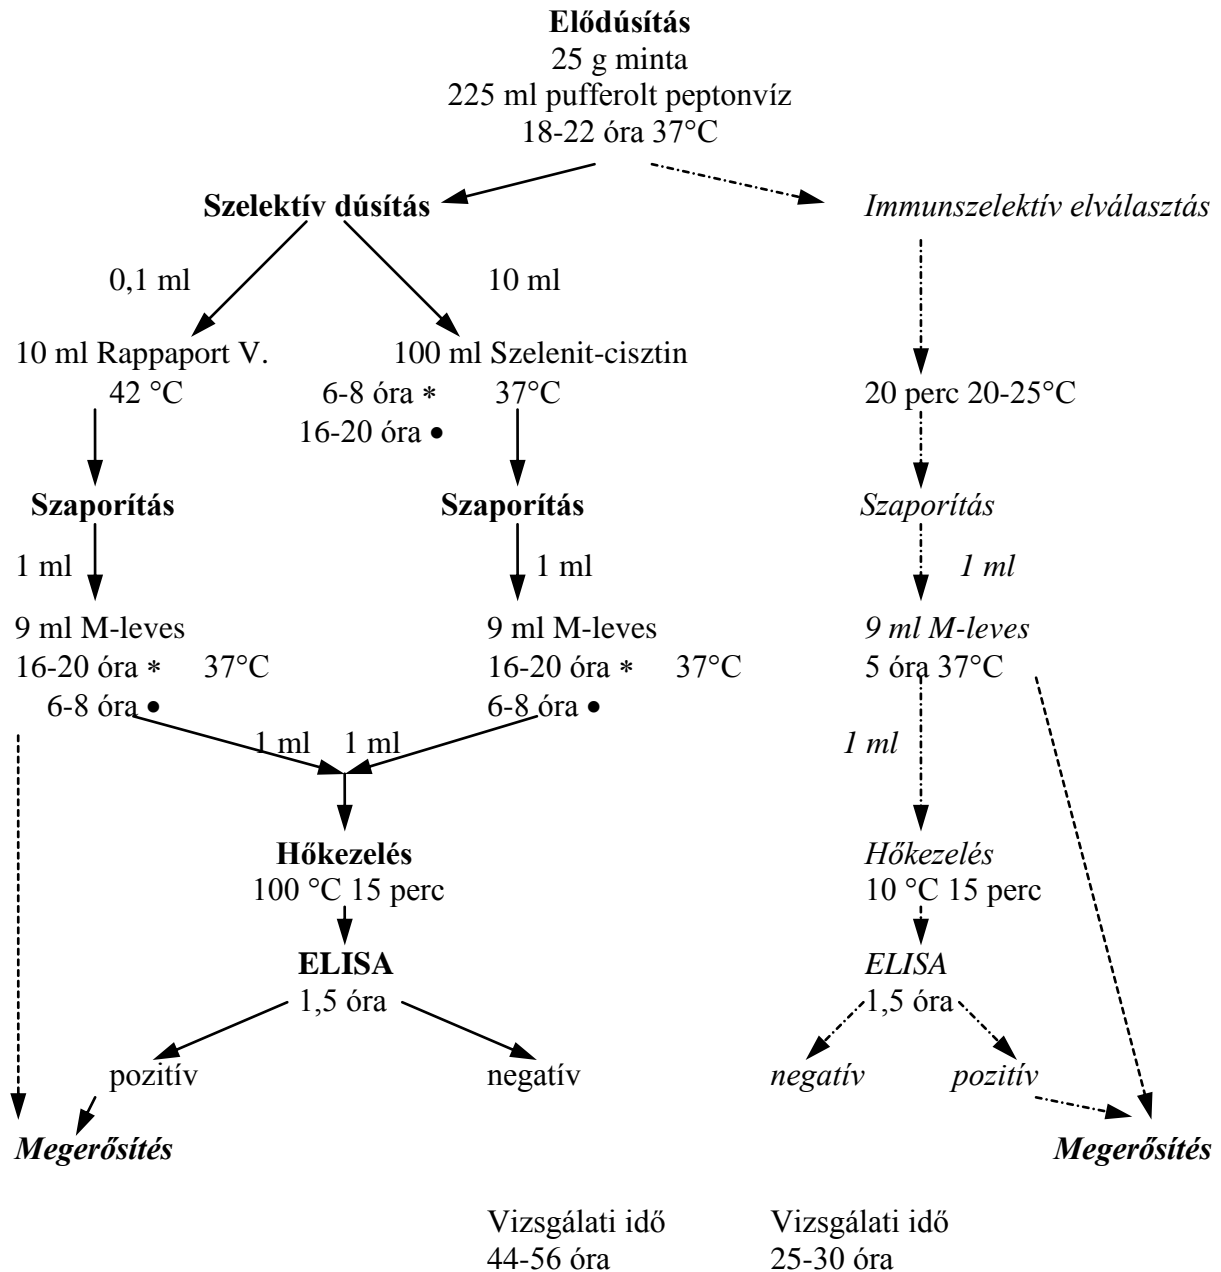 Elődúsítás
25 g minta
225 ml pufferolt peptonvíz
18-22 óra 37°C
Szelektív dúsítás
Immunszelektív elválasztás
0,1 ml
10 ml
10 ml Rappaport V.
100 ml Szelenit-cisztin
42 °C
6-8 óra *
37°C
20 perc 20-25°C
16-20 óra •
Szaporítás
Szaporítás
Szaporítás
1 ml
1 ml
1 ml
9 ml M-leves
9 ml M-leves
9 ml M-leves
16-20 óra *
37°C
16-20 óra *
37°C
5 óra 37°C
6-8 óra •
6-8 óra •
1 ml
1 ml
1 ml
Hőkezelés
Hőkezelés
100 °C 15 perc
10 °C 15 perc
ELISA
ELISA
1,5 óra
1,5 óra
pozitív
negatív
negatív
pozitív
Megerősítés
Megerősítés
Vizsgálati idő
Vizsgálati idő
44-56 óra
25-30 óra